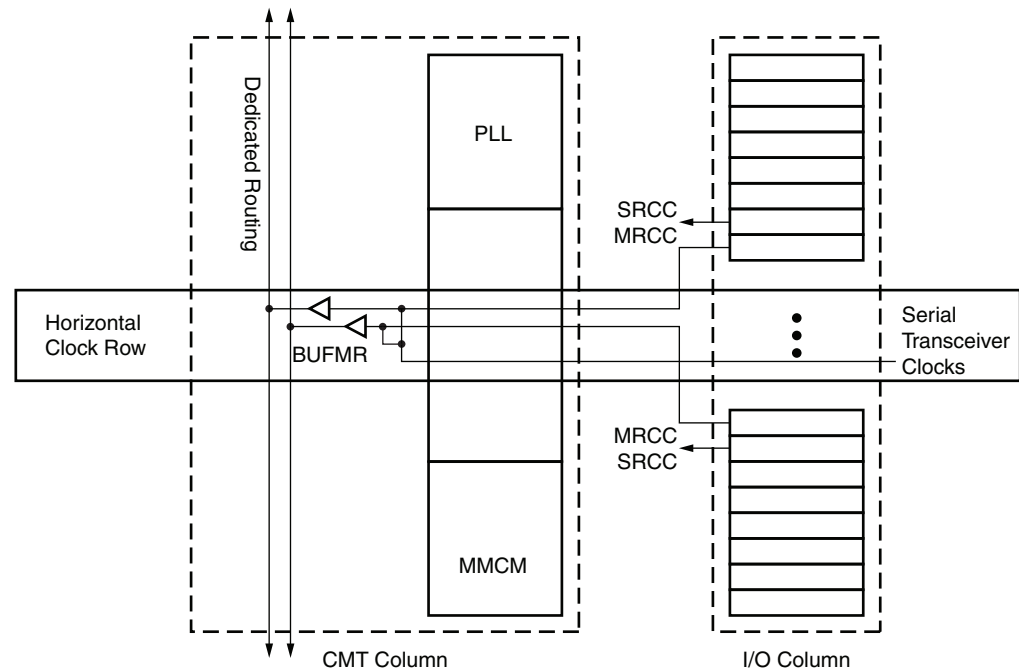 Dedicated Routing
PLL
SRCC
MRCC
Horizontal
Clock Row
BUFMR
Serial
Transceiver
Clocks
MRCC
SRCC
MMCM
CMT Column
I/O Column